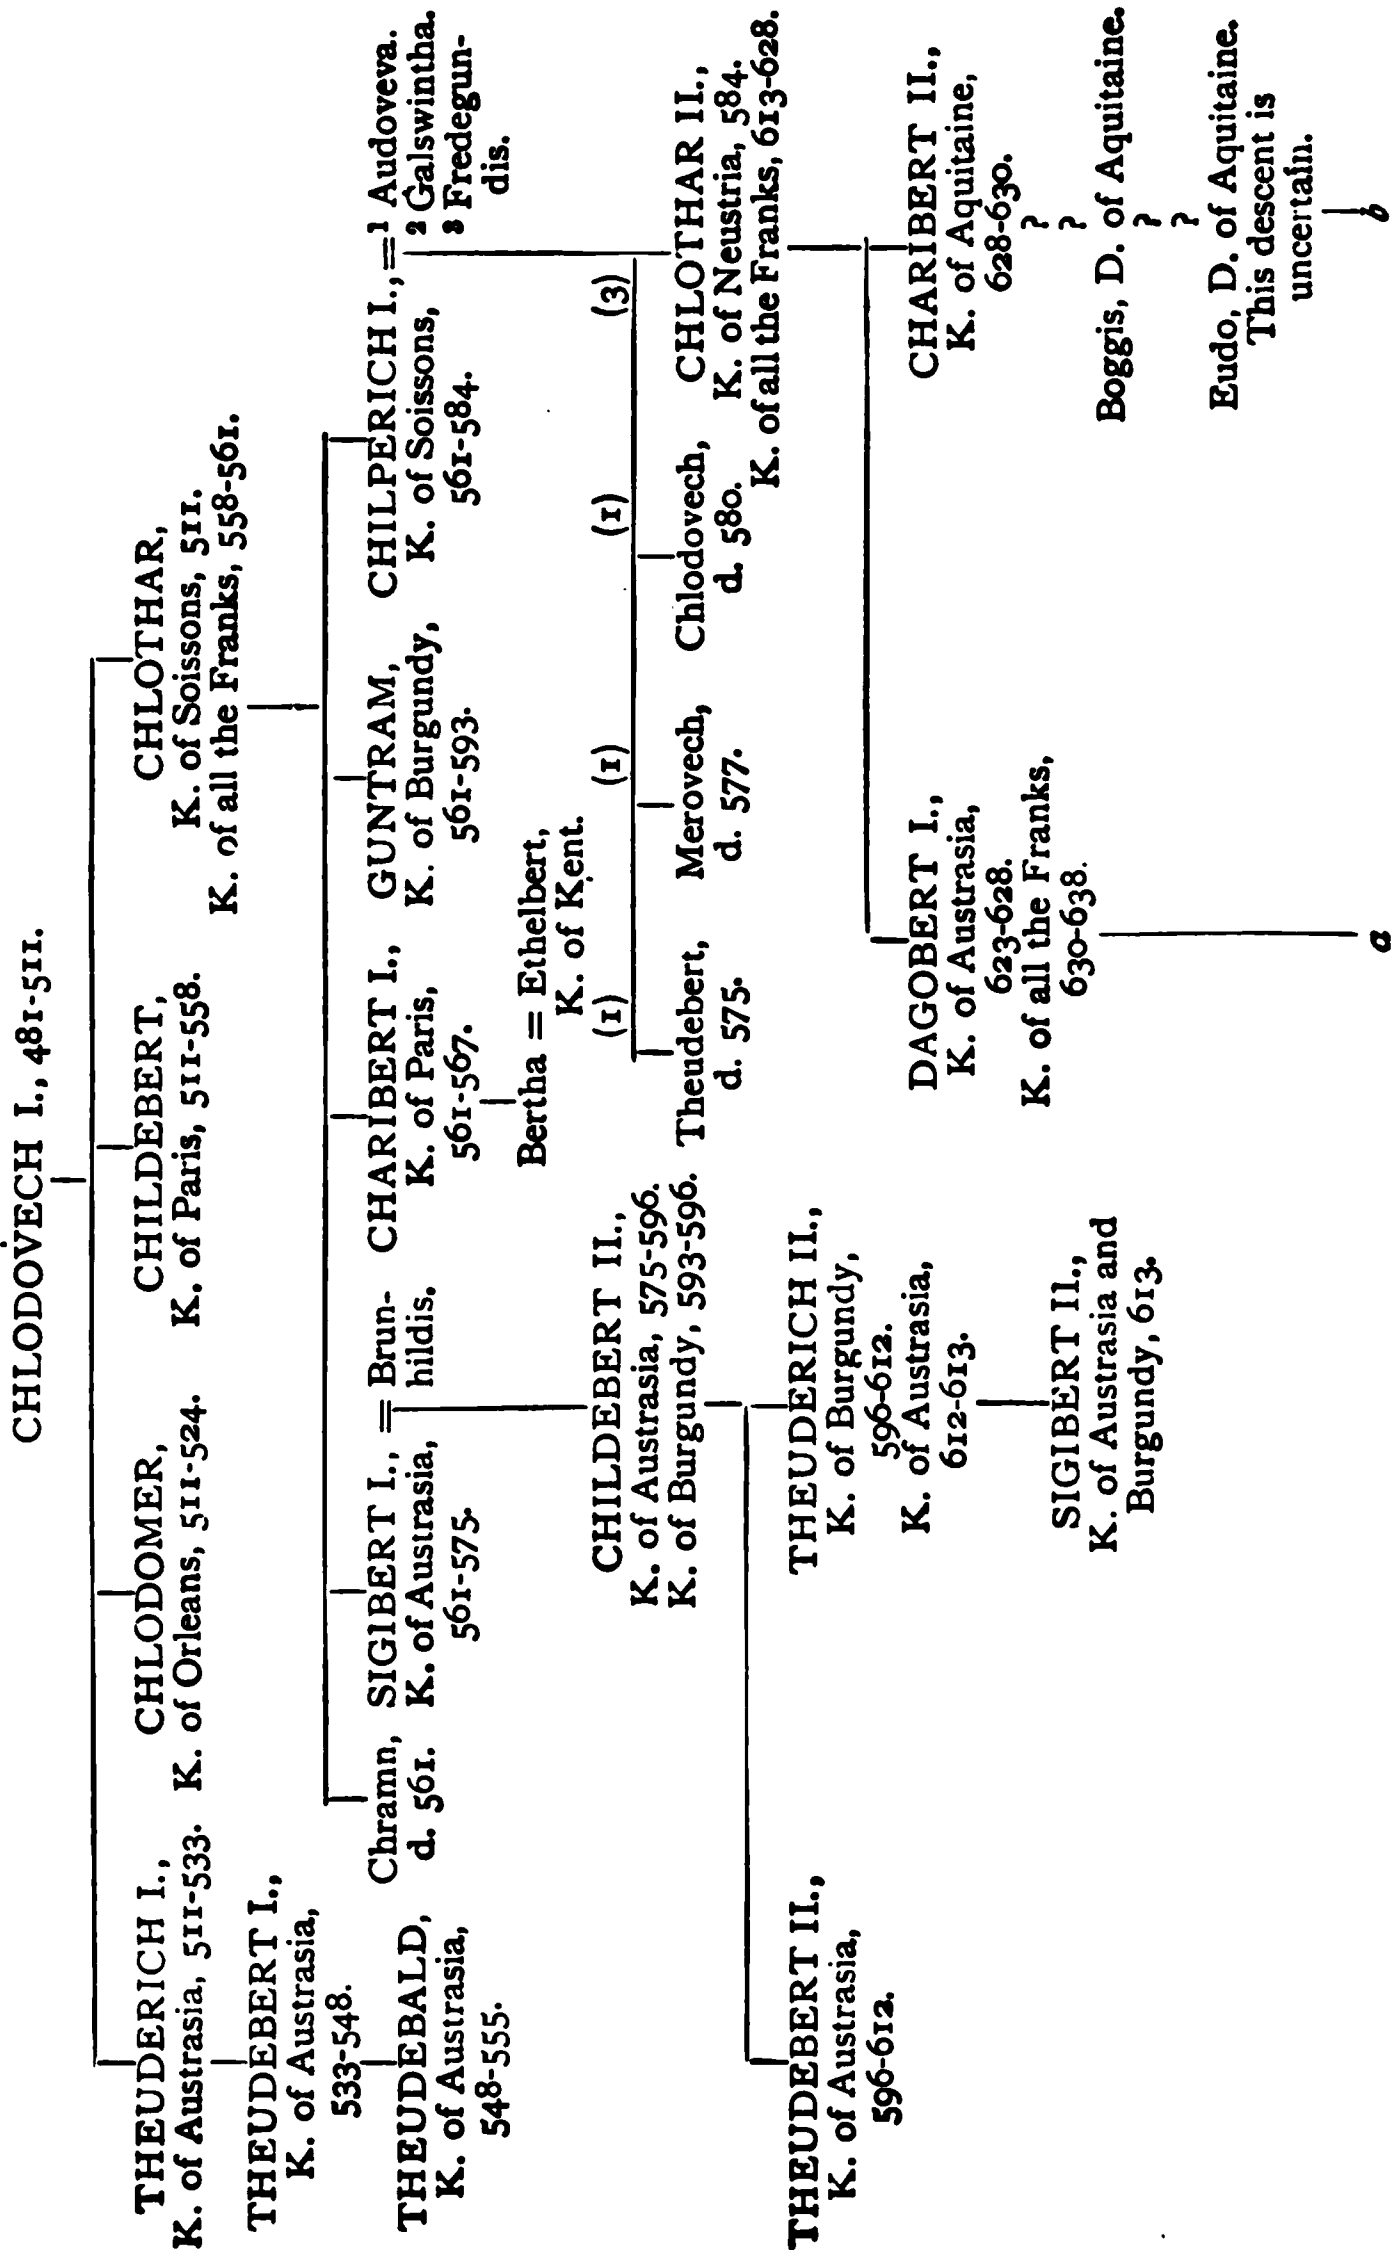 CHLODOVECH I., 481-511.
THEUDERICH I.,
K. of Austrasia, 511-533.
CHLODOMER,
K. of Orleans, 511-524.
CHILDEBERT,
K. of Paris, 511-558.
CHLOTHAR,
K. of Soissons, 511.
K. of all the Franks, 558-561.
THEUDEBERT I.,
K. of Austrasia,
533-548.
THEUDEBALD,
K. of Austrasia,
548-555.
Chramn,
d. 561.
SIGIBERT I.,
K. of Austrasia,
561-575.
= Brun-
hildis.
CHARIBERT I.,
K. of Paris,
561-567.
GUNTRAM,
K. of Burgundy,
561-593.
CHILPERICH I.,
K. of Soissons,
561-584.
= 1 Audoveva.
2 Galswintha.
3 Fredegun-
dis.
Bertha = Ethelbert,
K. of Kent.
CHILDEBERT II.,
K. of Austrasia, 575-596.
K. of Burgundy, 593-596.
(1)
(1)
(1)
(3)
Theudebert,
d. 575.
Merovech,
d. 577.
Chlodovech,
d. 580.
CHLOTHAR II.,
K. of Neustria, 584.
K. of all the Franks, 613-628.
THEUDEBERT II.,
K. of Austrasia,
596-612.
THEUDERICH II.,
K. of Burgundy,
596-612.
K. of Austrasia,
612-613.
SIGIBERT II.,
K. of Austrasia and
Burgundy, 613.
DAGOBERT I.,
K. of Austrasia,
623-628.
K. of all the Franks,
630-638.
a
CHARIBERT II.,
K. of Aquitaine,
628-630.
?
?
Boggis, D. of Aquitaine.
?
?
Eudo, D. of Aquitaine.
This descent is
uncertain.
b